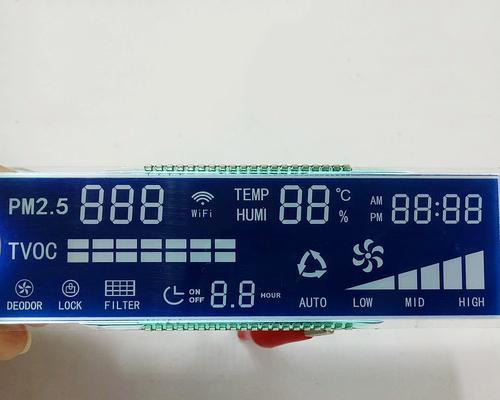 PM2.5 888 WiFi TEMP HUMI 88 °C % AM PM 88:88
TVOC
DEODOR LOCK FILTER ON OFF 8.8 HOUR AUTO LOW MID HIGH